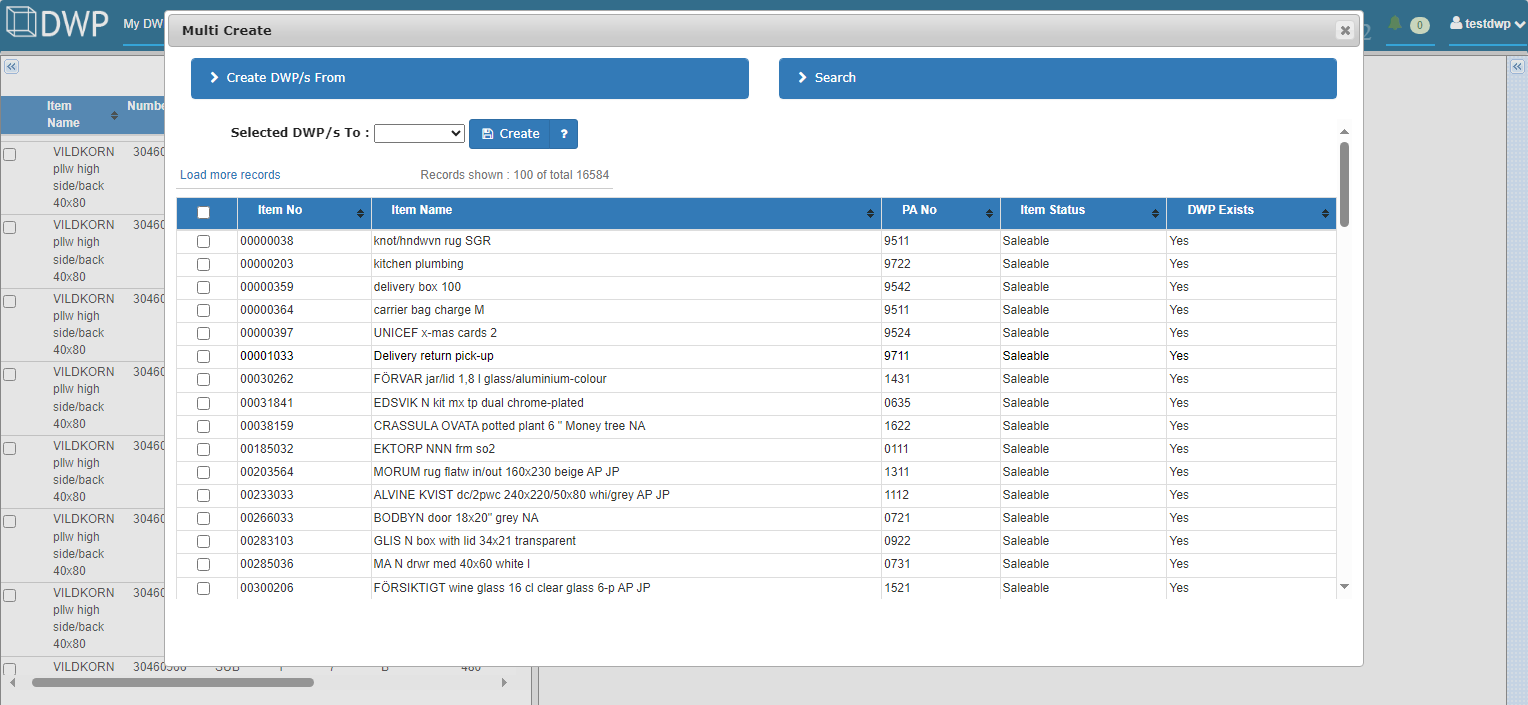 DWP My DW
2 0 testdwp
Multi Create
Create DWP/s From Search
Selected DWP/s To : Create ?
Load more records Records shown : 100 of total 16584
Item No Item Name PA No Item Status DWP Exists
00000038 knot/hndwvn rug SGR 9511 Saleable Yes
00000203 kitchen plumbing 9722 Saleable Yes
00000359 delivery box 100 9542 Saleable Yes
00000364 carrier bag charge M 9511 Saleable Yes
00000397 UNICEF x-mas cards 2 9524 Saleable Yes
00001033 Delivery return pick-up 9711 Saleable Yes
00030262 FÖRVAR jar/lid 1,8 l glass/aluminium-colour 1431 Saleable Yes
00031841 EDSVIK N kit mx tp dual chrome-plated 0635 Saleable Yes
00038159 CRASSULA OVATA potted plant 6 " Money tree NA 1622 Saleable Yes
00185032 EKTORP NNN frm so2 0111 Saleable Yes
00203564 MORUM rug flatw in/out 160x230 beige AP JP 1311 Saleable Yes
00233033 ALVINE KVIST dc/2pwc 240x220/50x80 whi/grey AP JP 1112 Saleable Yes
00266033 BODBYN door 18x20" grey NA 0721 Saleable Yes
00283103 GLIS N box with lid 34x21 transparent 0922 Saleable Yes
00285036 MA N drwr med 40x60 white l 0731 Saleable Yes
00300206 FÖRSIKTIGT wine glass 16 cl clear glass 6-p AP JP 1521 Saleable Yes
Item Numbe
Name
VILDKORN 30460
pllw high
side/back
40x80
VILDKORN 30460
pllw high
side/back
40x80
VILDKORN 30460
pllw high
side/back
40x80
VILDKORN 30460
pllw high
side/back
40x80
VILDKORN 30460
pllw high
side/back
40x80
VILDKORN 30460
pllw high
side/back
40x80
VILDKORN 30460
pllw high
side/back
40x80
VILDKORN 30460566 SUB 1 7 B 480